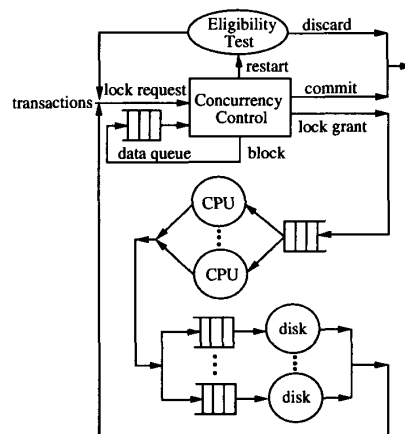 Eligibility
Test
discard
restart
lock request
transactions
Concurrency
Control
commit
lock grant
data queue
block
CPU
CPU
disk
disk